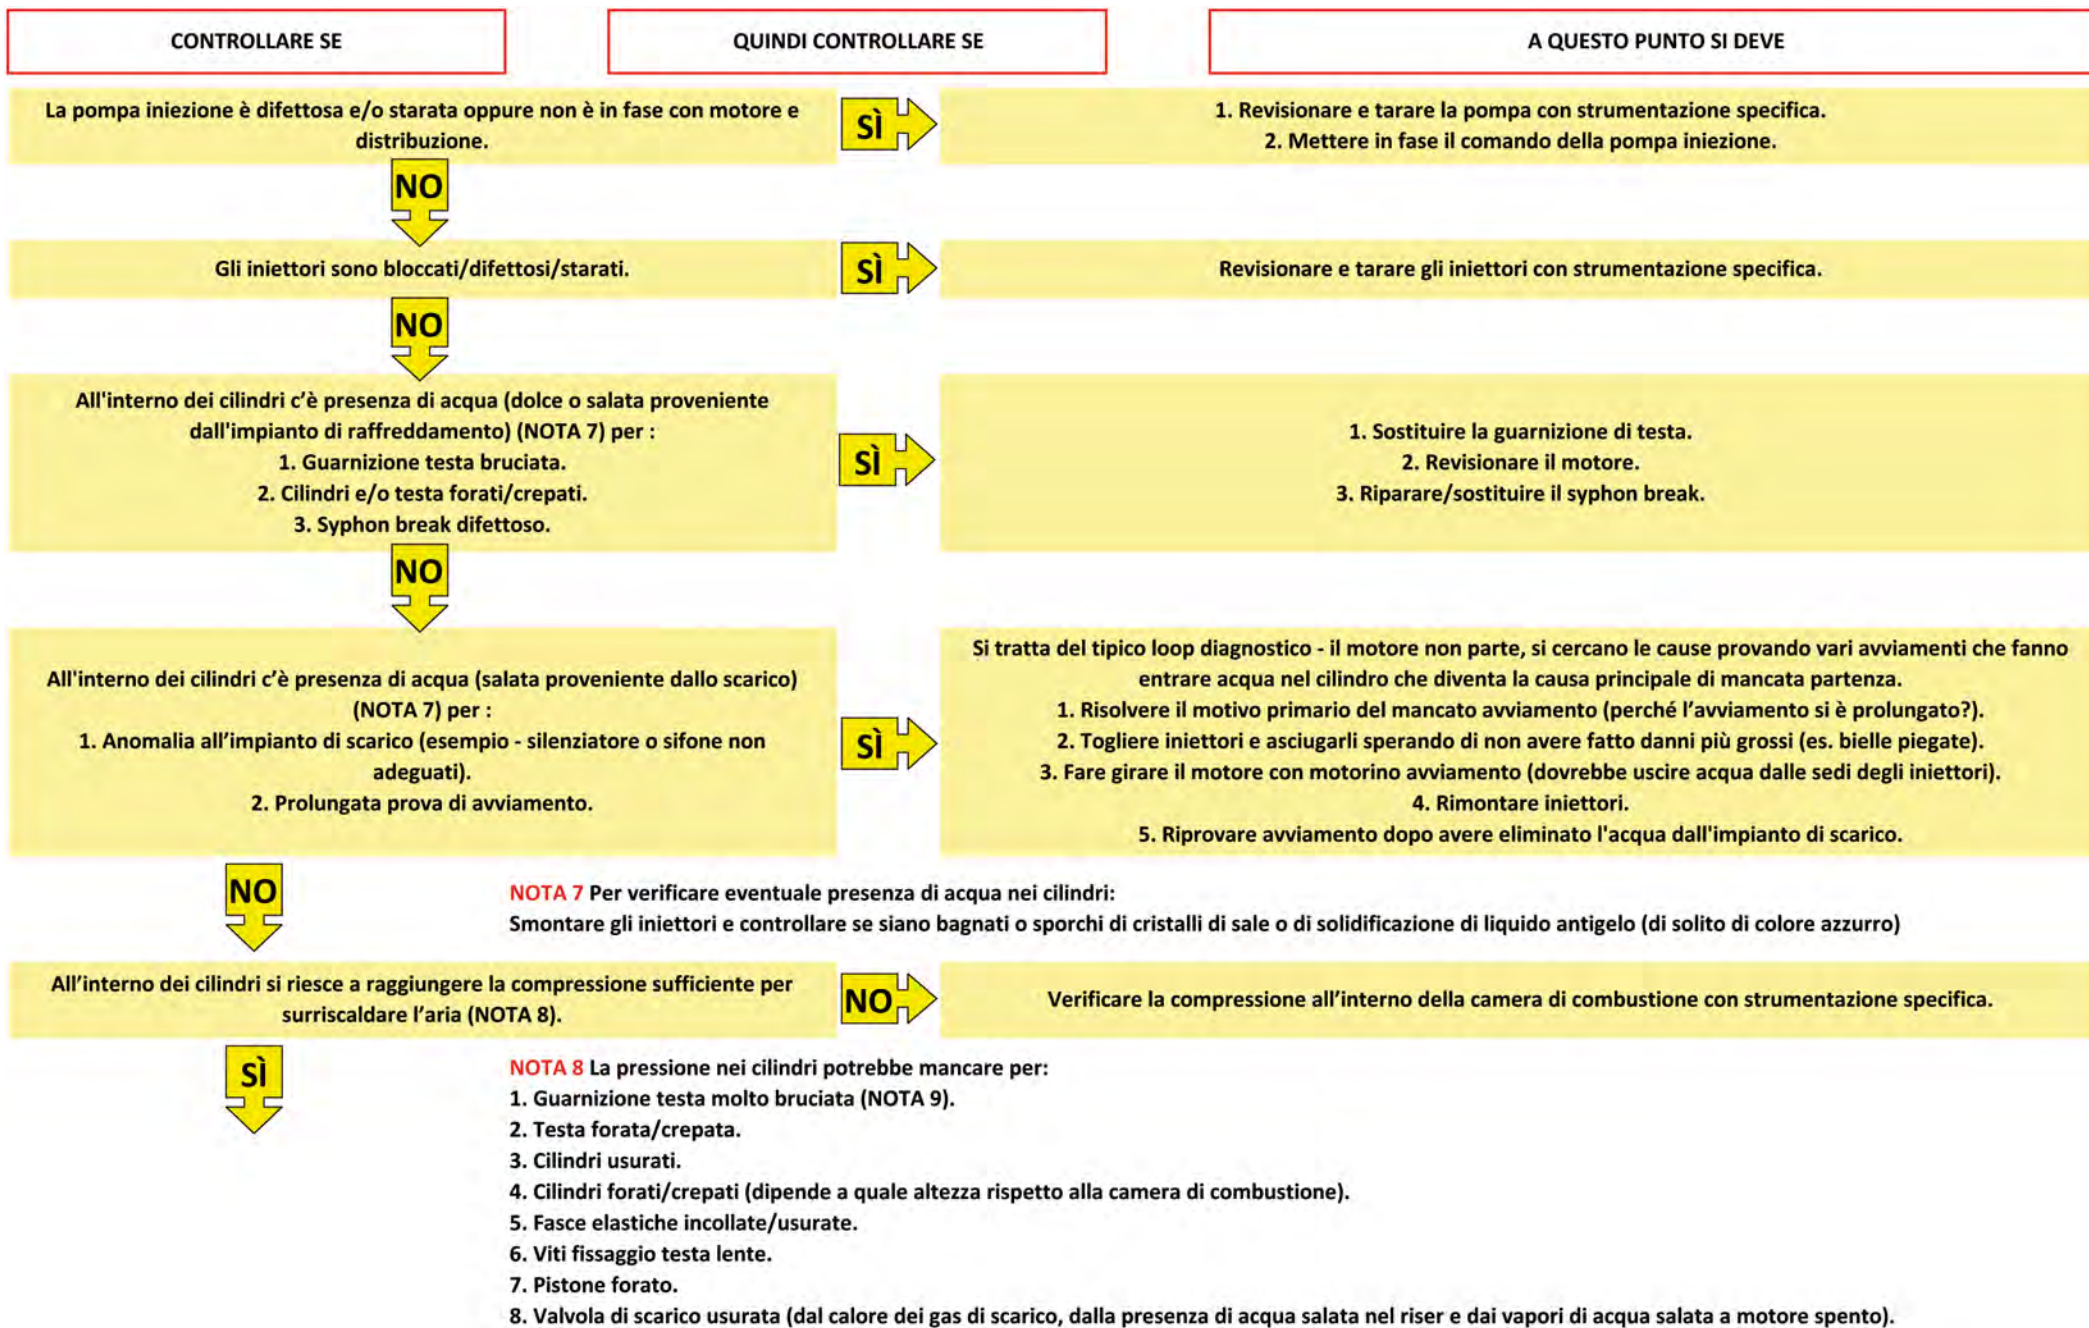 CONTROLLARE SE
QUINDI CONTROLLARE SE
A QUESTO PUNTO SI DEVE
La pompa iniezione è difettosa e/o starata oppure non è in fase con motore e
distribuzione.
SÌ
1. Revisionare e tarare la pompa con strumentazione specifica.
2. Mettere in fase il comando della pompa iniezione.
NO
Gli iniettori sono bloccati/difettosi/starati.
SÌ
Revisionare e tarare gli iniettori con strumentazione specifica.
NO
All'interno dei cilindri c’è presenza di acqua (dolce o salata proveniente
dall'impianto di raffreddamento) (NOTA 7) per :
1. Guarnizione testa bruciata.
2. Cilindri e/o testa forati/crepati.
3. Syphon break difettoso.
SÌ
1. Sostituire la guarnizione di testa.
2. Revisionare il motore.
3. Riparare/sostituire il syphon break.
NO
All'interno dei cilindri c’è presenza di acqua (salata proveniente dallo scarico)
(NOTA 7) per :
1. Anomalia all’impianto di scarico (esempio - silenziatore o sifone non
adeguati).
2. Prolungata prova di avviamento.
SÌ
Si tratta del tipico loop diagnostico - il motore non parte, si cercano le cause provando vari avviamenti che fanno
entrare acqua nel cilindro che diventa la causa principale di mancata partenza.
1. Risolvere il motivo primario del mancato avviamento (perché l’avviamento si è prolungato?).
2. Togliere iniettori e asciugarli sperando di non avere fatto danni più grossi (es. bielle piegate).
3. Fare girare il motore con motorino avviamento (dovrebbe uscire acqua dalle sedi degli iniettori).
4. Rimontare iniettori.
5. Riprovare avviamento dopo avere eliminato l'acqua dall'impianto di scarico.
NO
NOTA 7 Per verificare eventuale presenza di acqua nei cilindri:
Smontare gli iniettori e controllare se siano bagnati o sporchi di cristalli di sale o di solidificazione di liquido antigelo (di solito di colore azzurro)
All’interno dei cilindri si riesce a raggiungere la compressione sufficiente per
surriscaldare l’aria (NOTA 8).
NO
Verificare la compressione all’interno della camera di combustione con strumentazione specifica.
SÌ
NOTA 8 La pressione nei cilindri potrebbe mancare per:
1. Guarnizione testa molto bruciata (NOTA 9).
2. Testa forata/crepata.
3. Cilindri usurati.
4. Cilindri forati/crepati (dipende a quale altezza rispetto alla camera di combustione).
5. Fasce elastiche incollate/usurate.
6. Viti fissaggio testa lente.
7. Pistone forato.
8. Valvola di scarico usurata (dal calore dei gas di scarico, dalla presenza di acqua salata nel riser e dai vapori di acqua salata a motore spento).